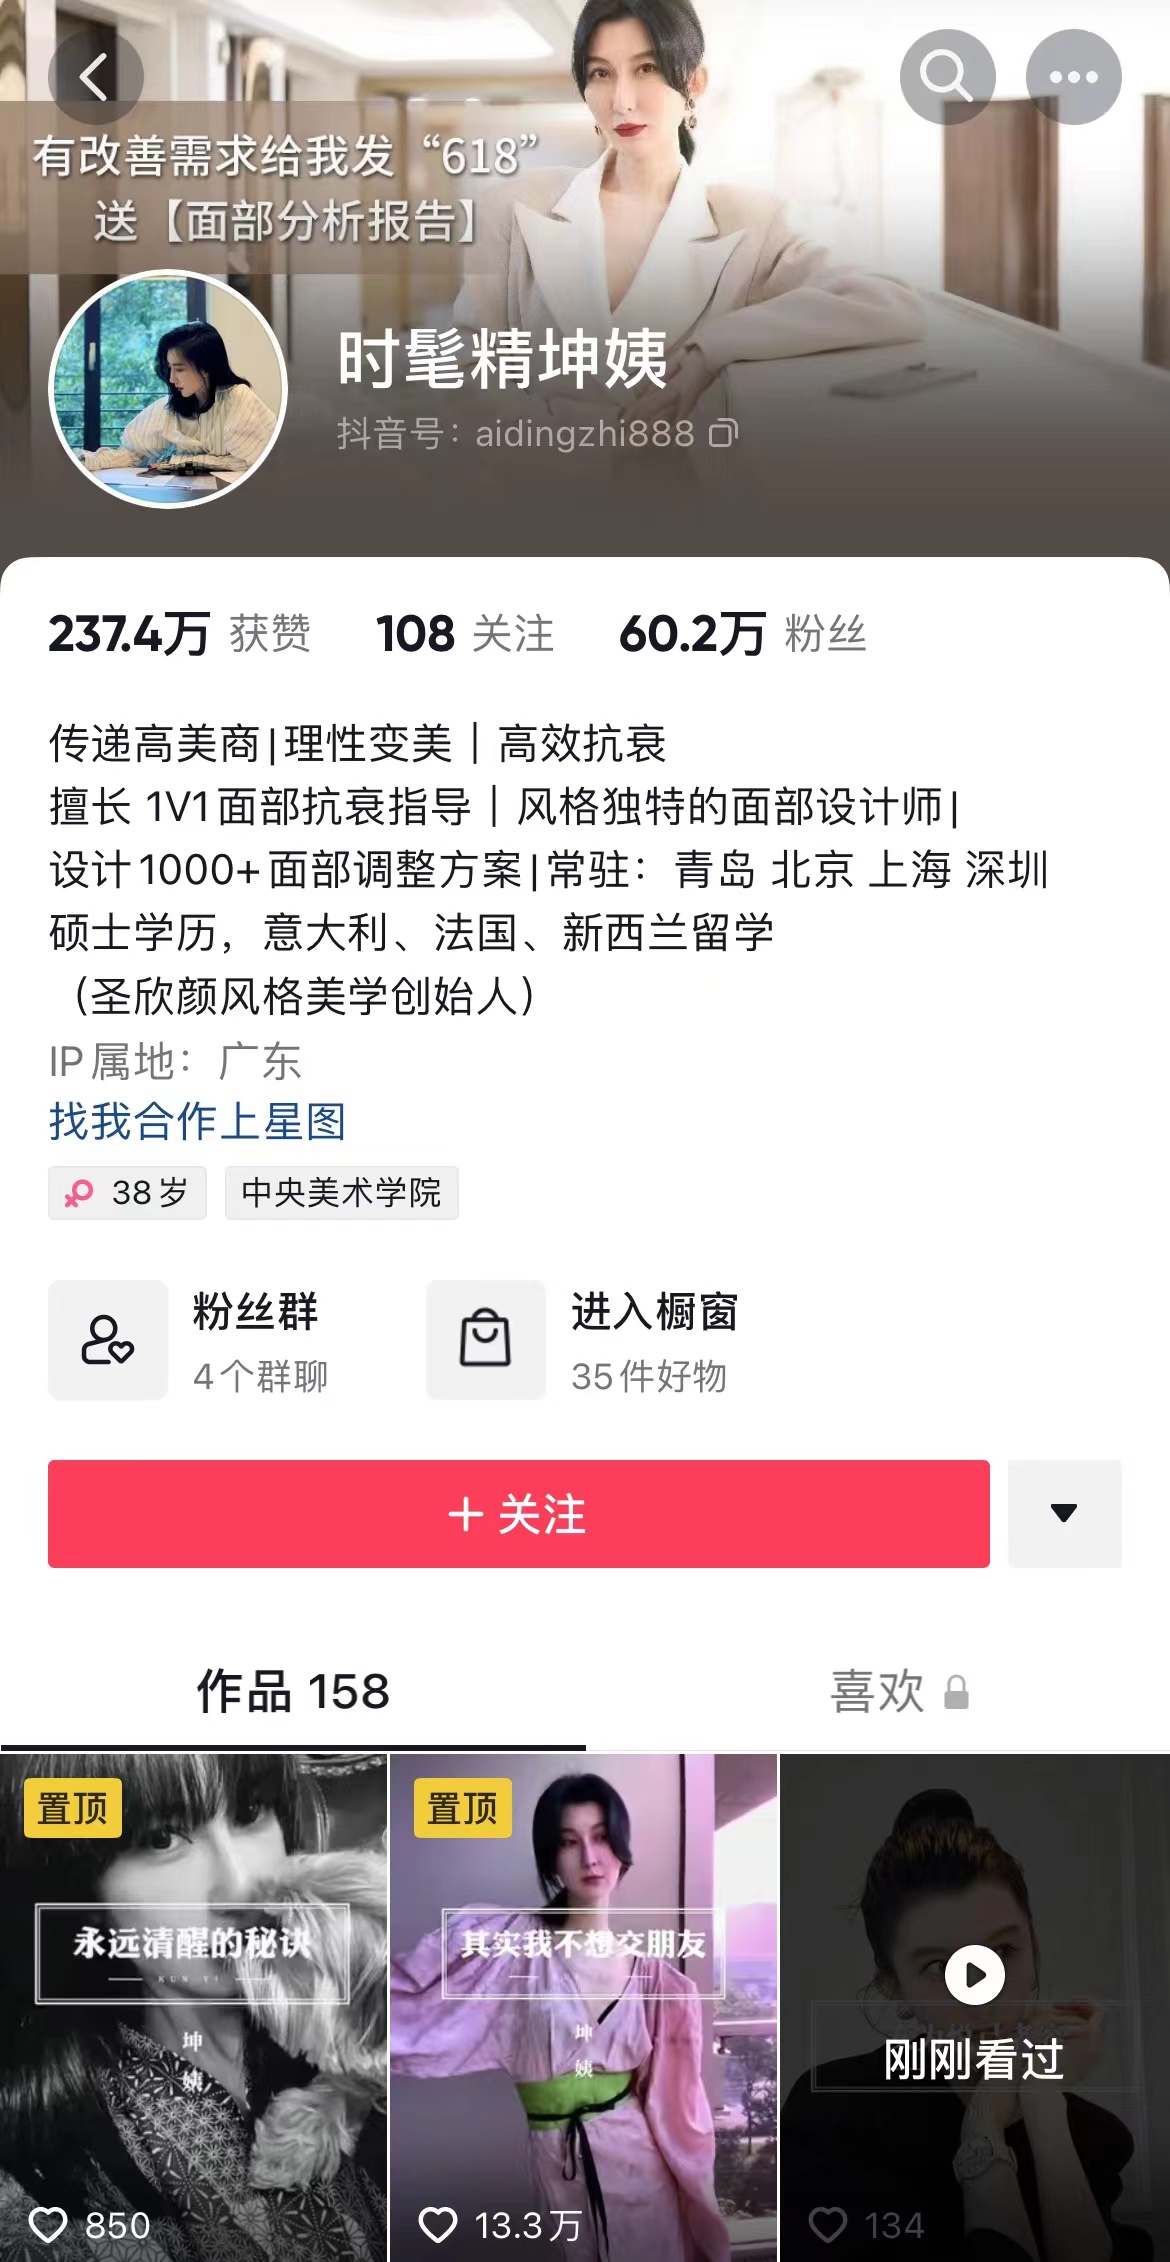 有改善需求给我发“618”
送【面部分析报告】
时髦精坤姨
抖音号：aidingzhi888
237.4万 获赞 108 关注 60.2万 粉丝
传递高美商|理性变美｜高效抗衰
擅长 1V1面部抗衰指导｜风格独特的面部设计师|
设计1000+面部调整方案|常驻：青岛 北京 上海 深圳
硕士学历，意大利、法国、新西兰留学
（圣欣颜风格美学创始人）
IP属地：广东
找我合作上星图
38岁 中央美术学院
粉丝群 进入橱窗
4个群聊 35件好物
+ 关注
作品 158 喜欢
置顶 置顶
永远清醒的秘诀 其实我不想交朋友
KUN YI
坤 坤
姨 姨
刚刚看过
850 13.3万 134